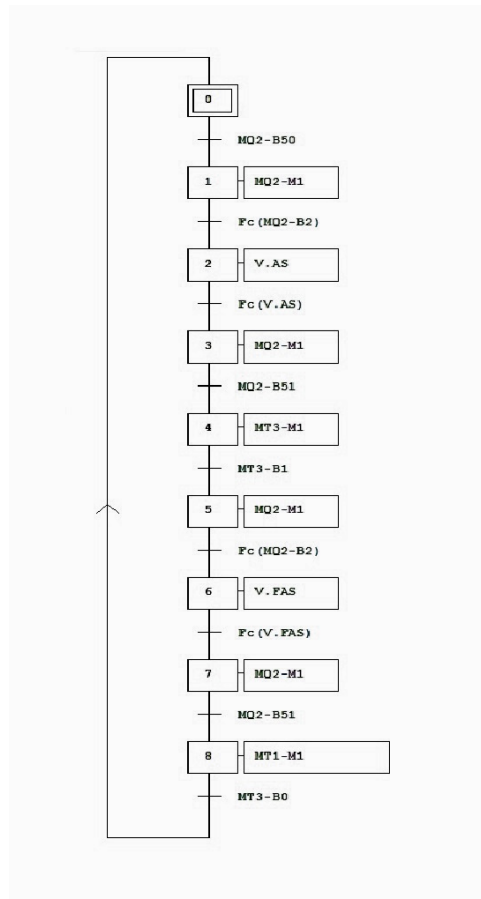 0
MQ2-B50
1 MQ2-M1
Fc(MQ2-B2)
2 V.AS
Fc(V.AS)
3 MQ2-M1
MQ2-B51
4 MT3-M1
MT3-B1
5 MQ2-M1
Fc(MQ2-B2)
6 V.FAS
Fc(V.FAS)
7 MQ2-M1
MQ2-B51
8 MT1-M1
MT3-B0